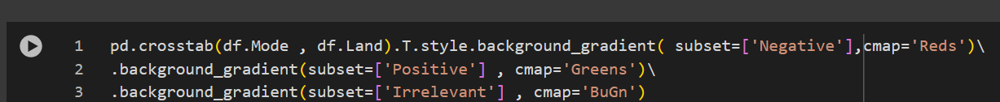 1 pd.crosstab(df.Mode , df.Land).T.style.background_gradient( subset=['Negative'],cmap='Reds')\
2 .background_gradient(subset=['Positive'] , cmap='Greens')\
3 .background_gradient(subset=['Irrelevant'] , cmap='BuGn')